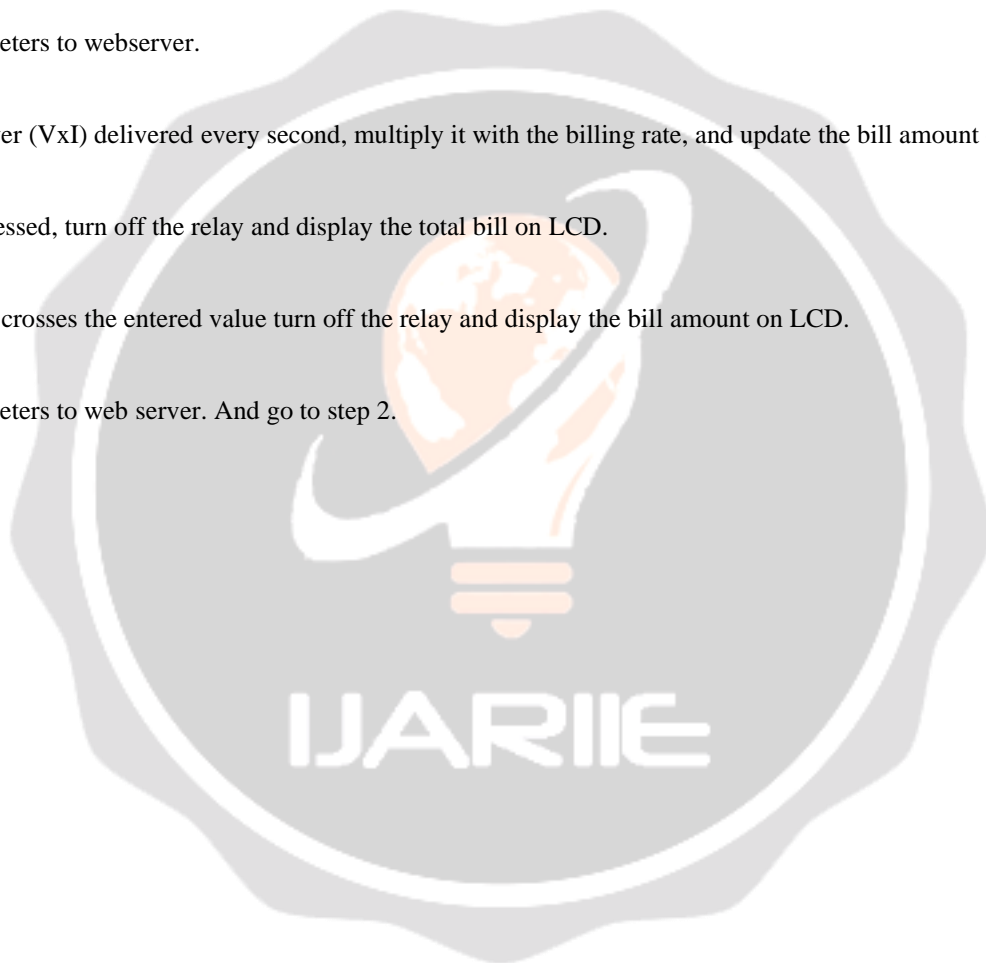 eters to webserver.
er (VxI) delivered every second, multiply it with the billing rate, and update the bill amount
essed, turn off the relay and display the total bill on LCD.
crosses the entered value turn off the relay and display the bill amount on LCD.
eters to web server. And go to step 2.
IJARIIE